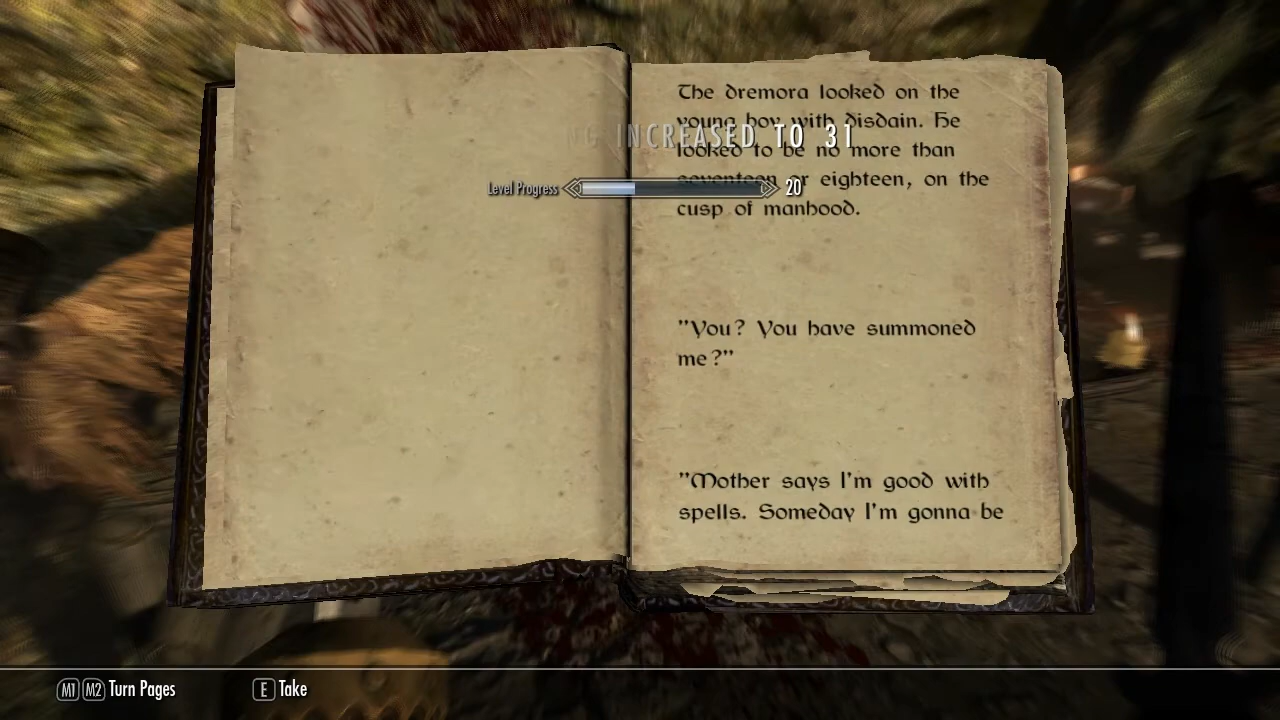 The dremora looked on the
young boy with disdain. He
INCREASED TO 31
looked to be no more than
Level Progress 20
seventeen or eighteen, on the
cusp of manhood.
"You? You have summoned
me?"
"Mother says I'm good with
spells. Someday I'm gonna be
M1 M2 Turn Pages
E Take